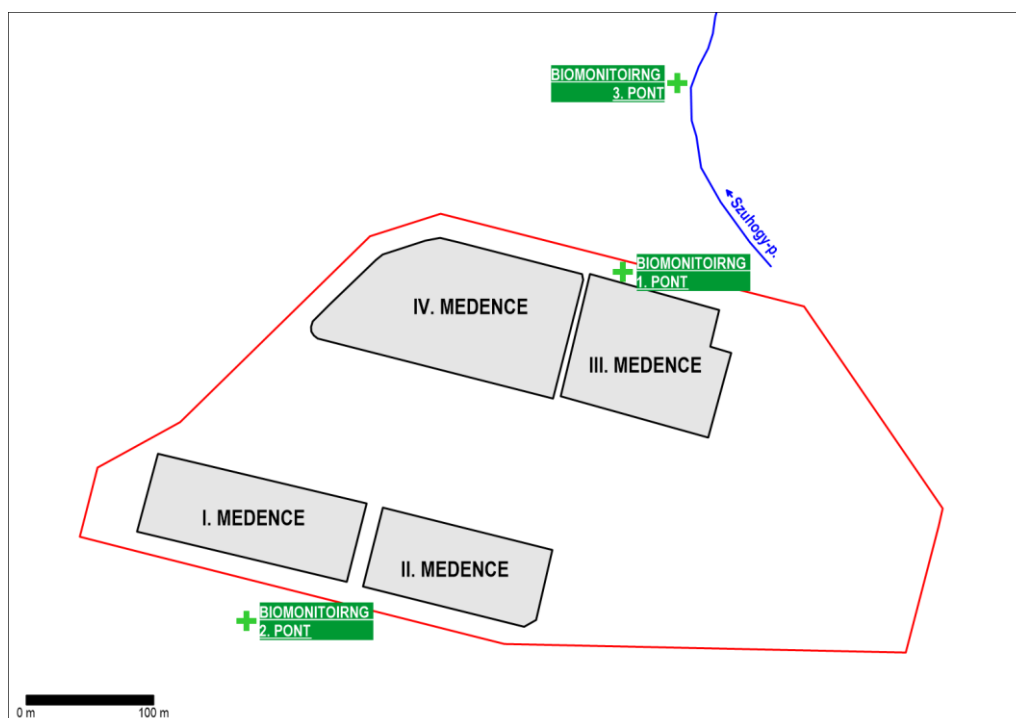 BIOMONITOIRNG
3. PONT
Szuhogy-p.
BIOMONITOIRNG
1. PONT
IV. MEDENCE
III. MEDENCE
I. MEDENCE
II. MEDENCE
BIOMONITOIRNG
2. PONT
0 m 100 m